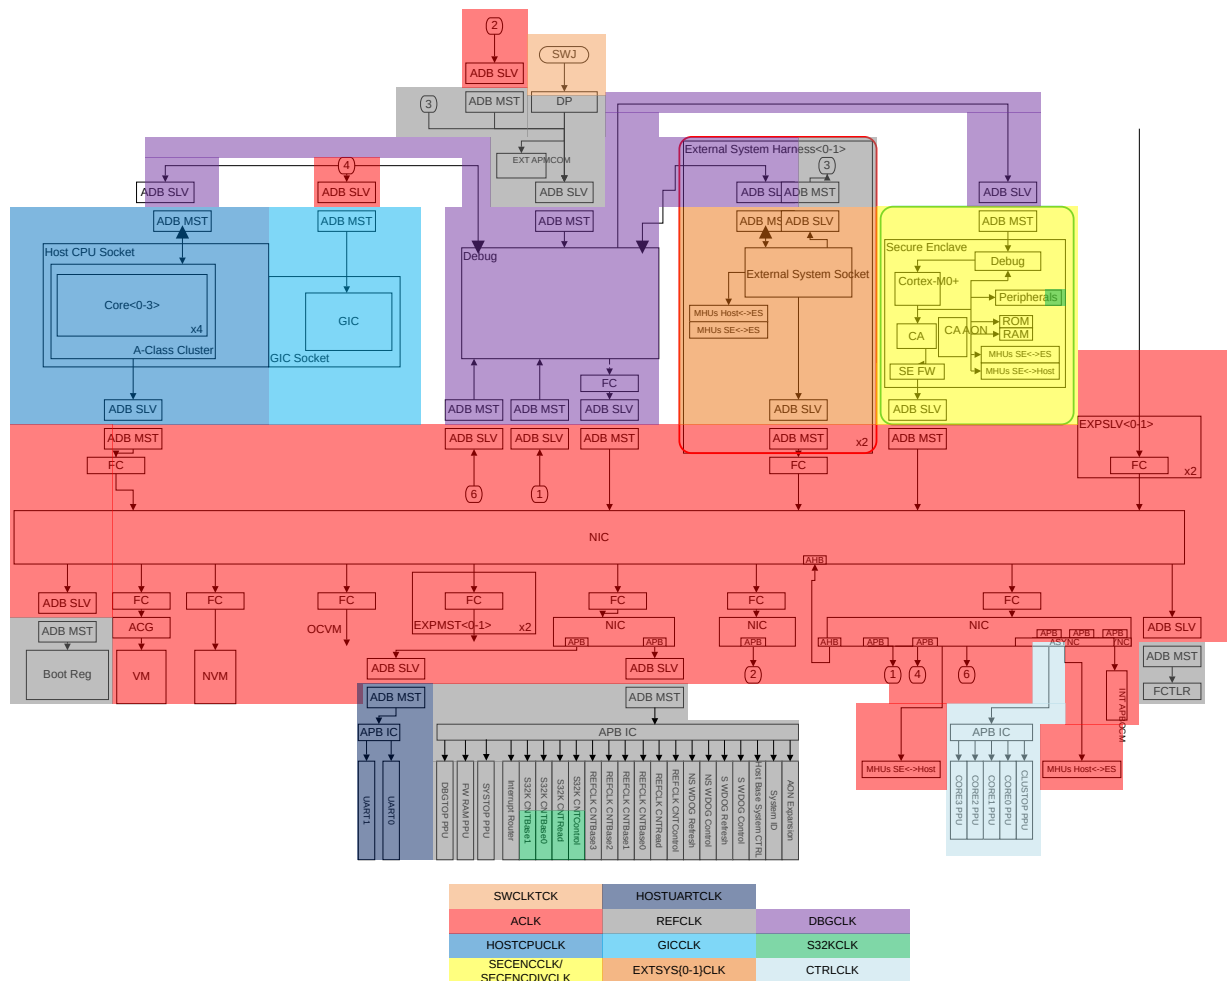 2
SWJ
ADB SLV
ADB MST
DP
3
EXT APMCOM
ADB SLV
External System Harness<0-1>
3
4
ADB SLV
ADB SLV
ADB SLV
ADB MST
ADB SLV
ADB MST
ADB MST
ADB MST
ADB MS
ADB SLV
ADB MST
Host CPU Socket
Debug
Secure Enclave
Debug
External System Socket
Cortex-M0+
Core<0-3>
x4
GIC
Peripherals
MHUs Host<->ES
MHUs SE<->ES
ROM
RAM
CA
CA AON
A-Class Cluster
GIC Socket
MHUs SE<->ES
MHUs SE<->Host
SE FW
FC
ADB SLV
ADB MST
ADB MST
ADB SLV
ADB SLV
ADB SLV
EXPSLV<0-1>
ADB MST
ADB SLV
ADB SLV
ADB MST
ADB MST
x2
ADB MST
FC
FC
FC
x2
6
1
NIC
AHB
ADB SLV
FC
FC
FC
FC
FC
FC
FC
ADB SLV
OCVM
EXPMST<0-1>
x2
ADB MST
ACG
NIC
APB
APB
NIC
APB
NIC
AHB
APB
APB
APB
APB
APB
ASYNC
Boot Reg
VM
NVM
ADB SLV
ADB SLV
2
1
4
6
ADB MST
FCTLR
ADB MST
ADB MST
INT APBOCM
APB IC
APB IC
APB IC
MHUs SE<->Host
MHUs Host<->ES
UART1
UART0
DBGTOP PPU
FW RAM PPU
SYSTOP PPU
Interrupt Router
S32K CNTBase1
S32K CNTBase0
S32K CNTRead
S32K CNTControl
REFCLK CNTBase3
REFCLK CNTBase2
REFCLK CNTBase1
REFCLK CNTBase0
REFCLK CNTRead
REFCLK CNTControl
NS WDOG Refresh
NS WDOG Control
S WDOG Refresh
S WDOG Control
Host Base System CTRL
System ID
AON Expansion
CORE3 PPU
CORE2 PPU
CORE1 PPU
CORE0 PPU
CLUSTOP PPU
SWCLKTCK
HOSTUARTCLK
ACLK
REFCLK
DBGCLK
HOSTCPUCLK
GICCLK
S32KCLK
SECENCCLK/
SECENCDIVCLK
EXTSYS{0-1}CLK
CTRLCLK